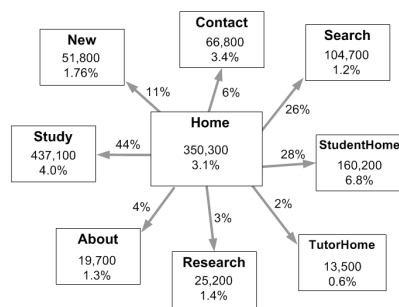 Contact
66,800
3.4%
New
51,800
1.76%
Search
104,700
1.2%
11%
6%
26%
Home
350,300
3.1%
Study
437,100
4.0%
44%
28%
StudentHome
160,200
6.8%
4%
3%
2%
About
19,700
1.3%
Research
25,200
1.4%
TutorHome
13,500
0.6%